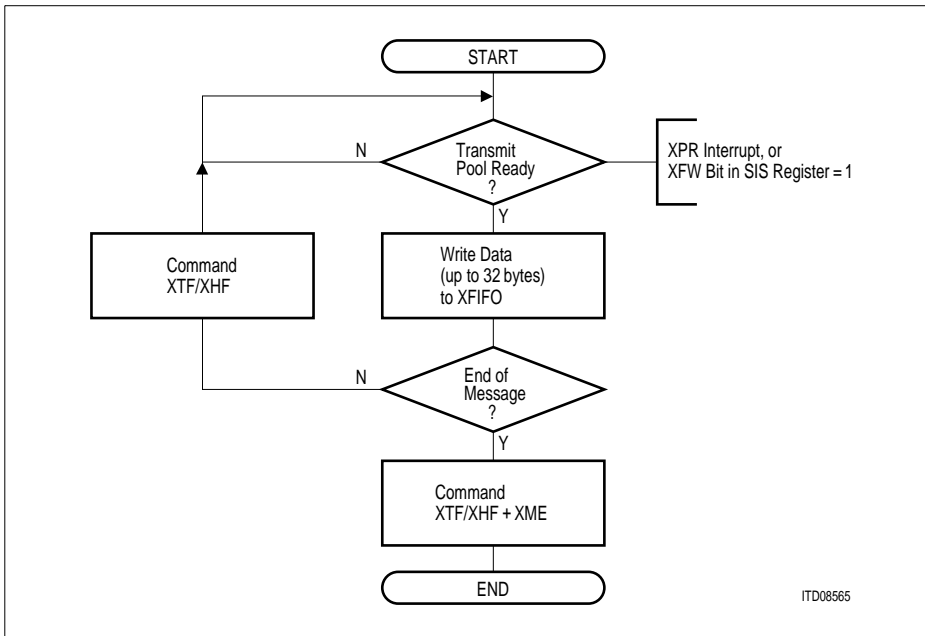 START
N
Transmit
Pool Ready
?
XPR Interrupt, or
XFW Bit in SIS Register = 1
Y
Command
XTF/XHF
Write Data
(up to 32 bytes)
to XFIFO
N
End of
Message
?
Y
Command
XTF/XHF + XME
END
ITD08565